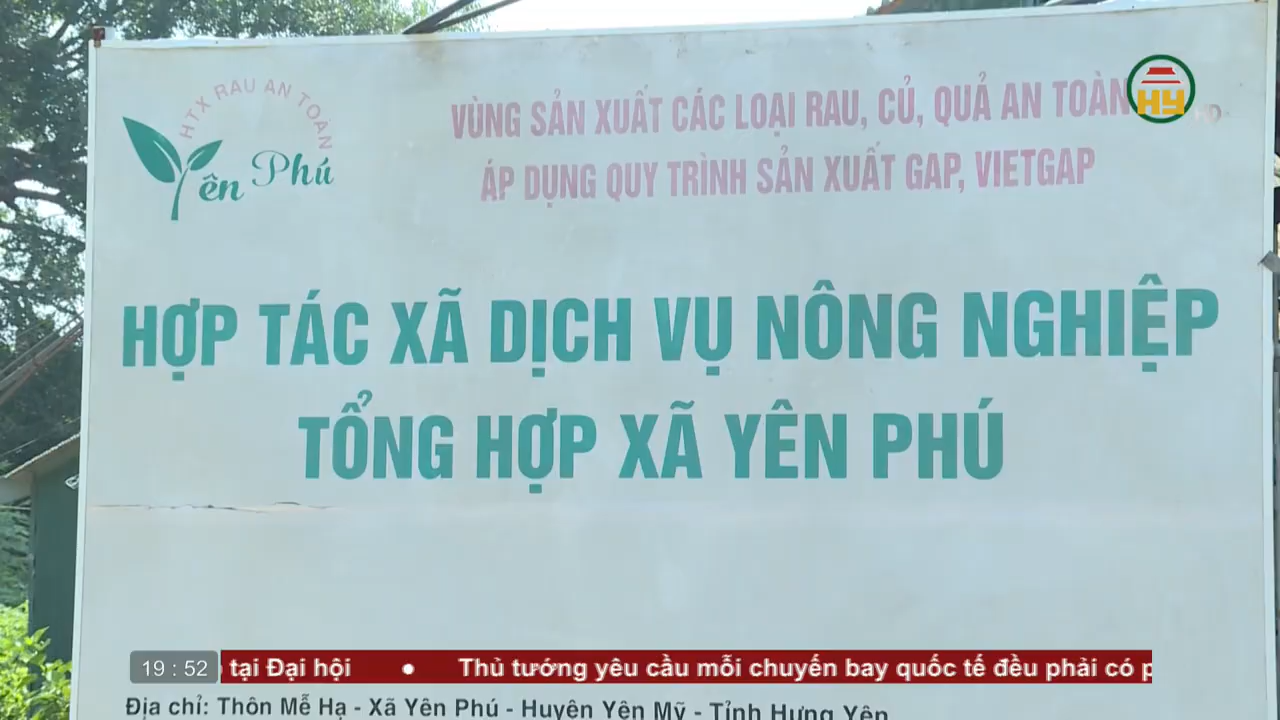 HTX RAU AN TOÀN
Yên Phú
VÙNG SẢN XUẤT CÁC LOẠI RAU, CỦ, QUẢ AN TOÀN
ÁP DỤNG QUY TRÌNH SẢN XUẤT GAP, VIETGAP
HY
HỢP TÁC XÃ DỊCH VỤ NÔNG NGHIỆP
TỔNG HỢP XÃ YÊN PHÚ
19 : 52 tại Đại hội • Thủ tướng yêu cầu mỗi chuyến bay quốc tế đều phải có
Địa chỉ: Thôn Mễ Hạ - Xã Yên Phú - Huyện Yên Mỹ - Tỉnh Hưng Yên